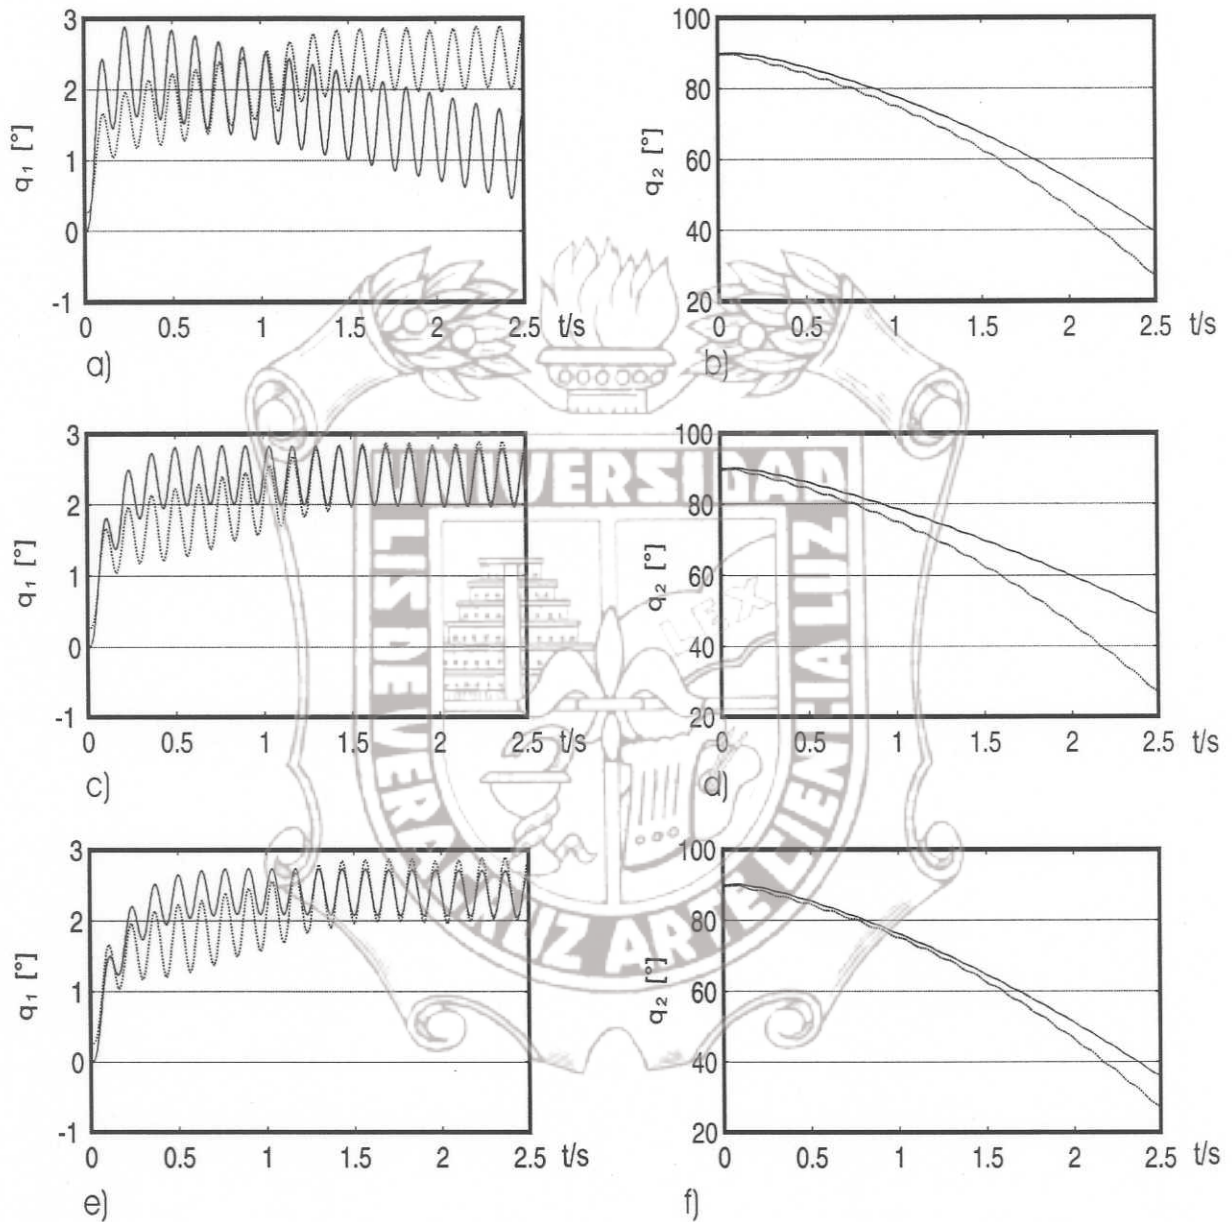 3
2
1
0
-1
q₁ [°]
0 0.5 1 1.5 2 2.5 t/s
a)
100
80
60
40
20
q₂ [°]
0 0.5 1 1.5 2 2.5 t/s
b)
3
2
1
0
-1
q₁ [°]
0 0.5 1 1.5 2 2.5 t/s
c)
100
80
60
40
20
q₂ [°]
0 0.5 1 1.5 2 2.5 t/s
d)
3
2
1
0
-1
q₁ [°]
0 0.5 1 1.5 2 2.5 t/s
e)
100
80
60
40
20
q₂ [°]
0 0.5 1 1.5 2 2.5 t/s
f)
LIS DE VERACRUZ ARTE CIENCIA LUZ
UNIVERSIDAD
LEX